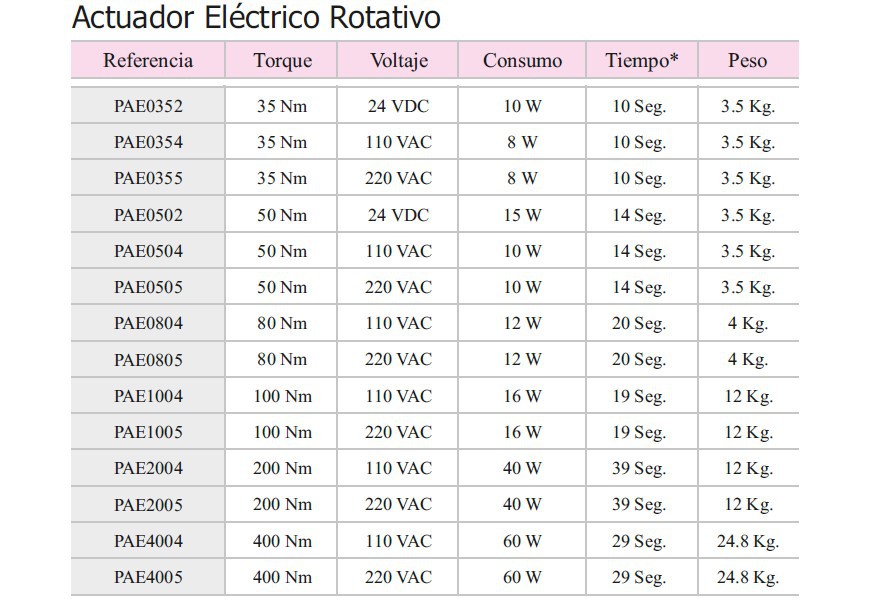 Actuador Eléctrico Rotativo
Referencia Torque Voltaje Consumo Tiempo* Peso
PAE0352 35 Nm 24 VDC 10 W 10 Seg. 3.5 Kg.
PAE0354 35 Nm 110 VAC 8 W 10 Seg. 3.5 Kg.
PAE0355 35 Nm 220 VAC 8 W 10 Seg. 3.5 Kg.
PAE0502 50 Nm 24 VDC 15 W 14 Seg. 3.5 Kg.
PAE0504 50 Nm 110 VAC 10 W 14 Seg. 3.5 Kg.
PAE0505 50 Nm 220 VAC 10 W 14 Seg. 3.5 Kg.
PAE0804 80 Nm 110 VAC 12 W 20 Seg. 4 Kg.
PAE0805 80 Nm 220 VAC 12 W 20 Seg. 4 Kg.
PAE1004 100 Nm 110 VAC 16 W 19 Seg. 12 Kg.
PAE1005 100 Nm 220 VAC 16 W 19 Seg. 12 Kg.
PAE2004 200 Nm 110 VAC 40 W 39 Seg. 12 Kg.
PAE2005 200 Nm 220 VAC 40 W 39 Seg. 12 Kg.
PAE4004 400 Nm 110 VAC 60 W 29 Seg. 24.8 Kg.
PAE4005 400 Nm 220 VAC 60 W 29 Seg. 24.8 Kg.